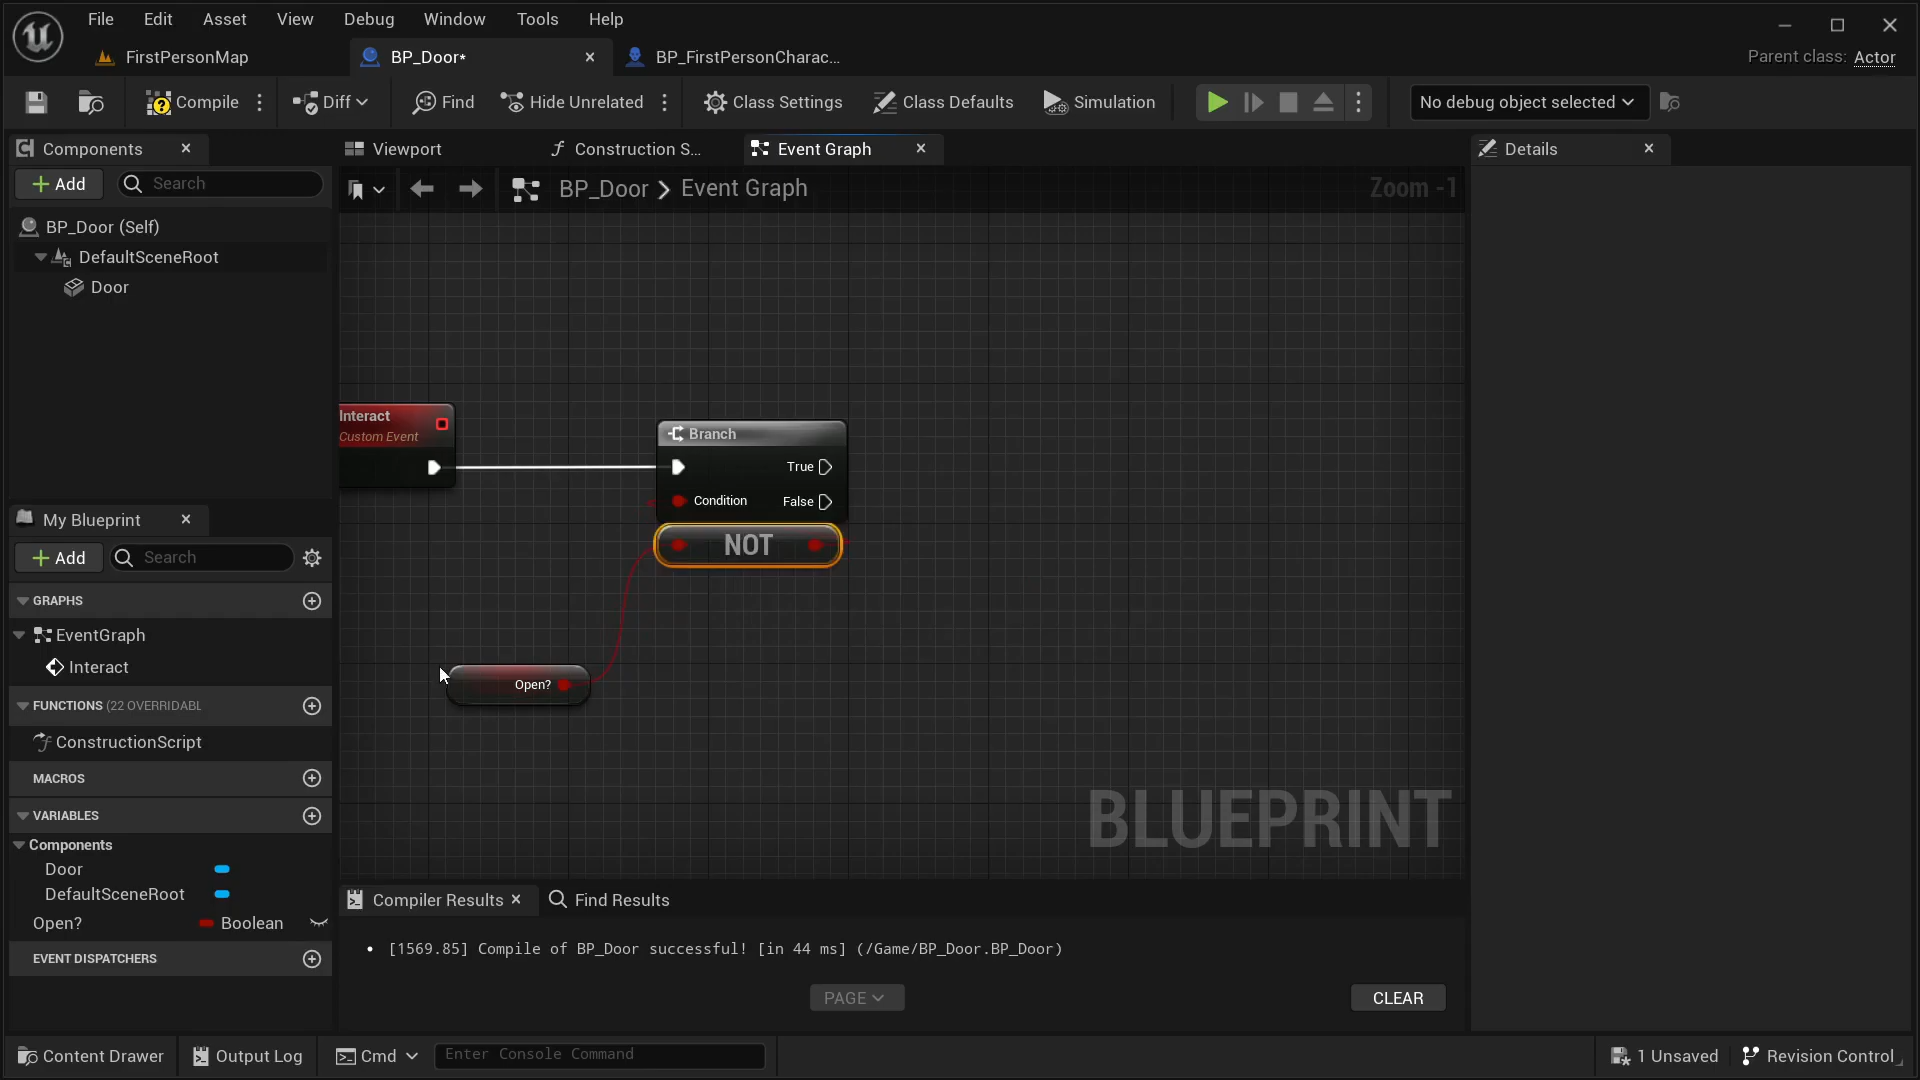 File Edit Asset View Debug Window Tools Help
FirstPersonMap BP_Door* BP_FirstPersonCharac... Parent class: Actor
Compile Diff Find Hide Unrelated Class Settings Class Defaults Simulation No debug object selected
Components Viewport Construction S... Event Graph Details
Add Search
BP_Door Event Graph Zoom -1
BP_Door (Self)
DefaultSceneRoot
Door
Interact
Custom Event
Branch
True
Condition False
NOT
Open?
BLUEPRINT
My Blueprint
Add Search
GRAPHS
EventGraph
Interact
FUNCTIONS (22 OVERRIDABL
ConstructionScript
MACROS
VARIABLES
Components
Door
DefaultSceneRoot
Open? Boolean
EVENT DISPATCHERS
Compiler Results Find Results
• [1569.85] Compile of BP_Door successful! [in 44 ms] (/Game/BP_Door.BP_Door)
PAGE CLEAR
Content Drawer Output Log Cmd Enter Console Command 1 Unsaved Revision Control